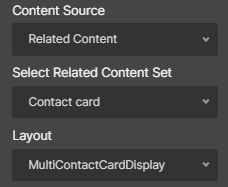 Content Source
Related Content
Select Related Content Set
Contact card
Layout
MultiContactCardDisplay